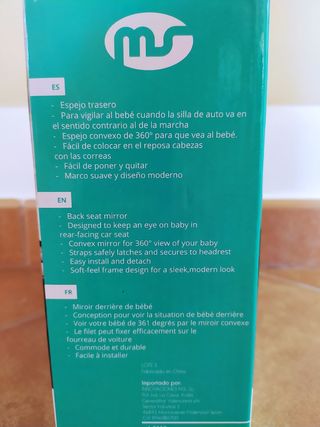 ms
ES
- Espejo trasero
- Para vigilar al bebé cuando la silla de auto va en
el sentido contrario al de la marcha
- Espejo convexo de 360° para que vea al bebé.
- Fácil de colocar en el reposa cabezas
con las correas
- Fácil de poner y quitar
- Marco suave y diseño moderno
EN
- Back seat mirror
- Designed to keep an eye on baby in
rear-facing car seat
- Convex mirror for 360° view of your baby
- Straps safely latches and secures to headrest
- Easy install and detach
- Soft-feel frame design for a sleek,modern look
FR
- Miroir derrière de bébé
- Conception pour voir la situation de bébé derrière
- Voir votre bébé de 361 degrés par le miroir convexe
- Le filet peut fixer efficacement sur le
fourreau de voiture
- Commode et durable
- Facile à installer
Fabricado en China
Importado por: